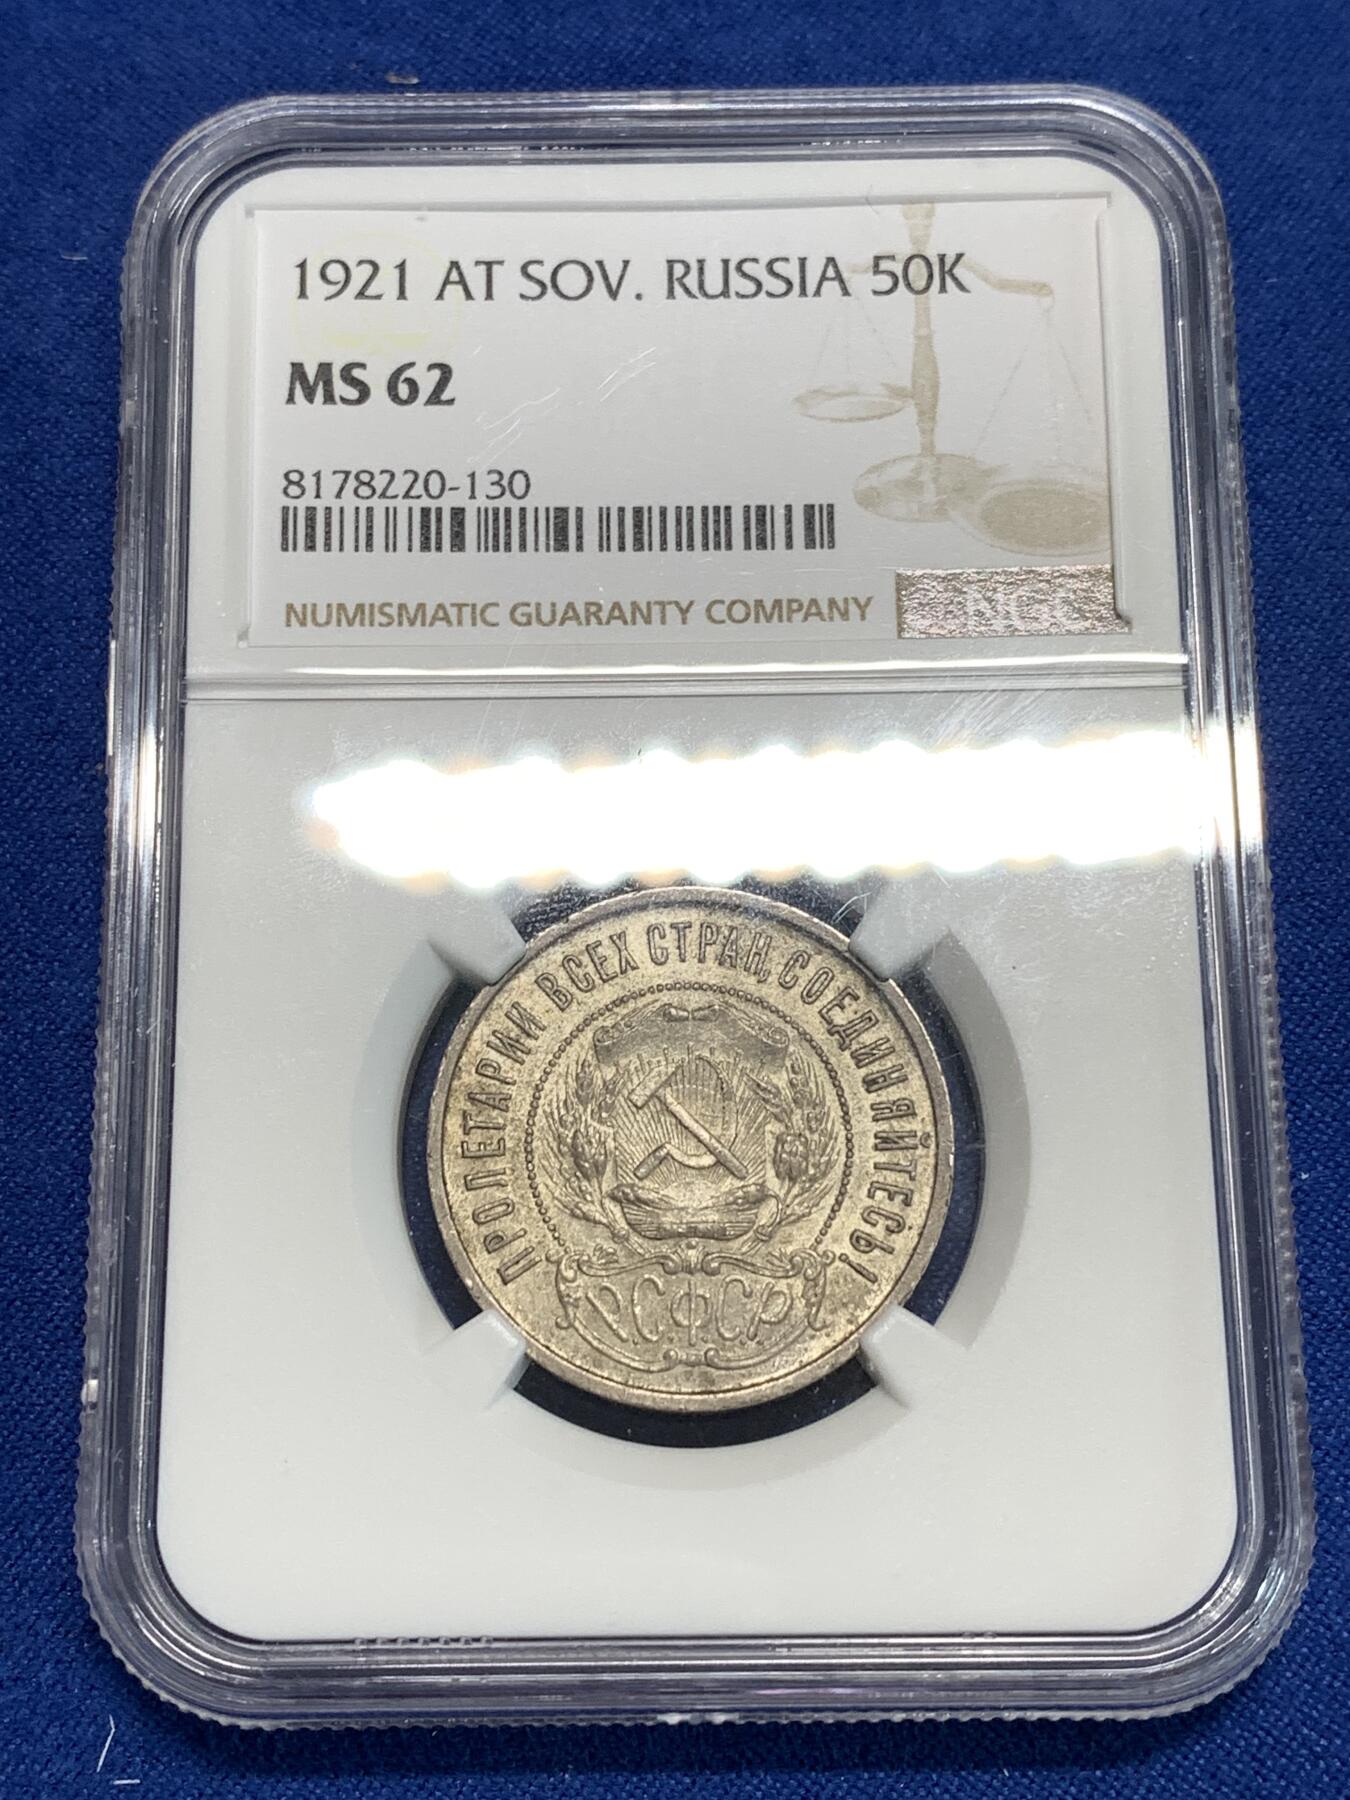 1921 AT SOV. RUSSIA 50K
MS 62
8178220-130
NUMISMATIC GUARANTY COMPANY
NGC
ПРОЛЕТАРИИ ВСЕХ СТРАН, СОЕДИНЯЙТЕСЬ!
Р.С.Ф.С.Р.